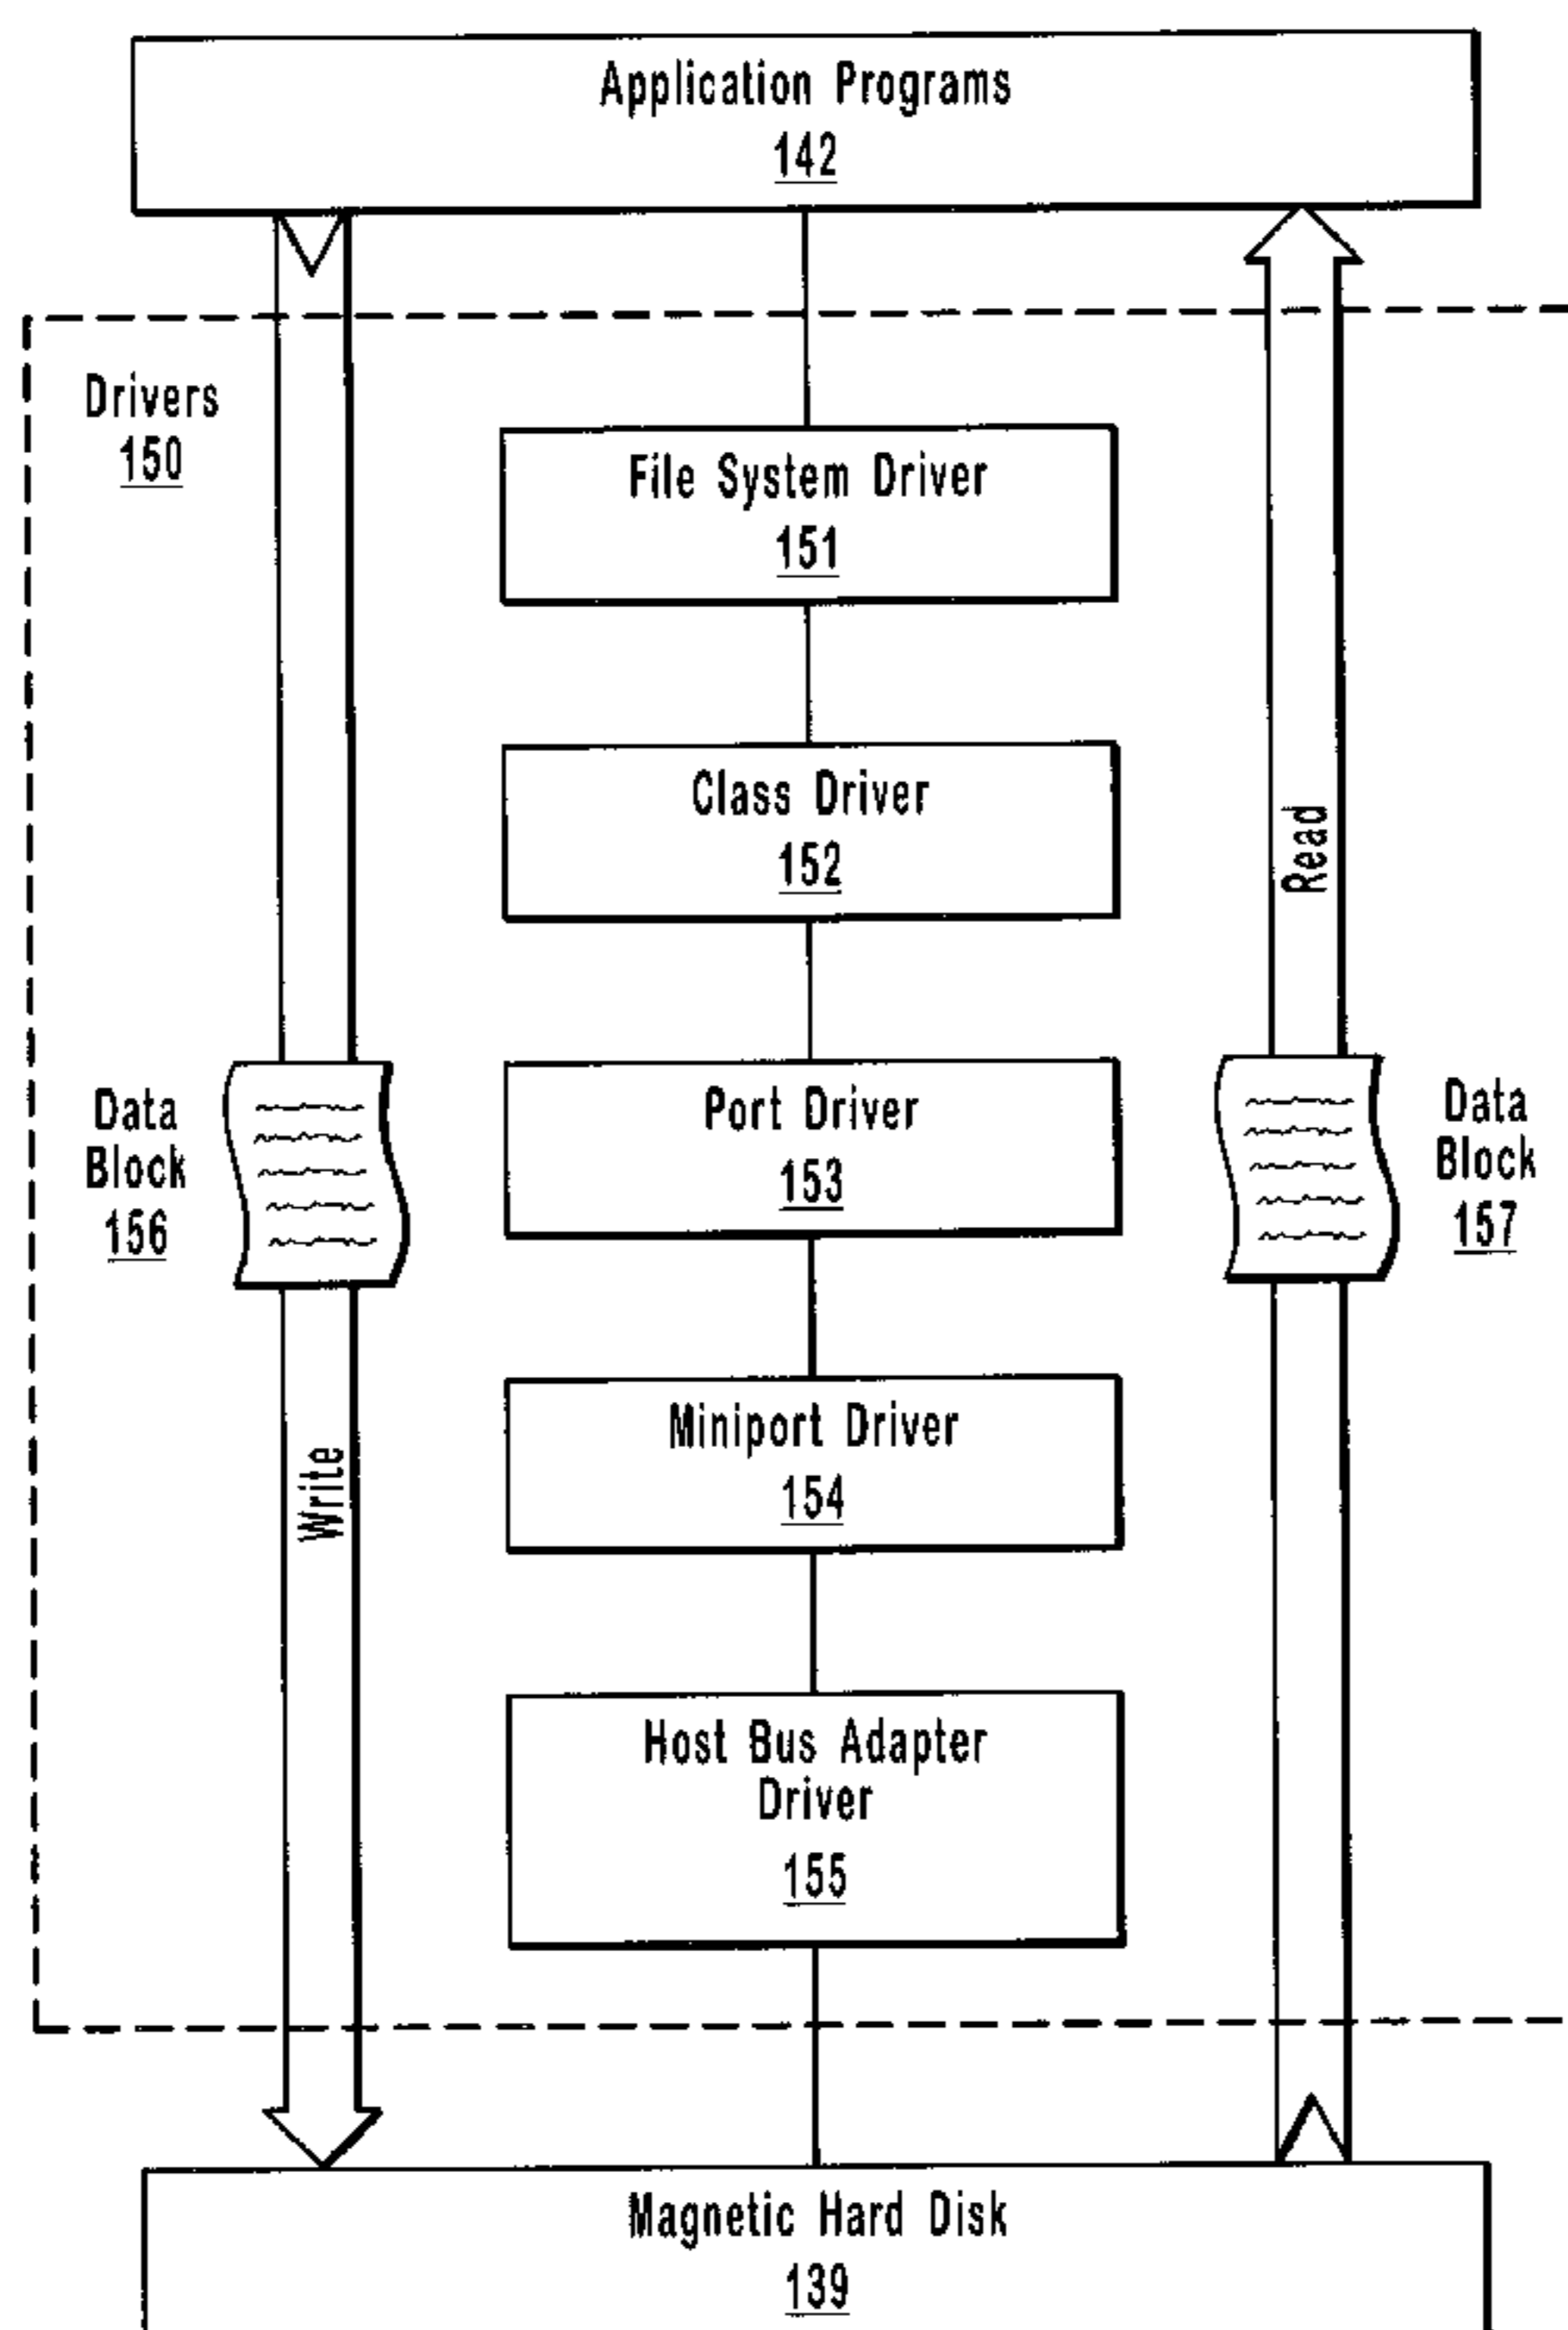 Application Programs
142
Drivers
150
File System Driver
151
Class Driver
152
Read
Data
Block
156
Port Driver
153
Data
Block
157
Miniport Driver
154
Write
Host Bus Adapter
Driver
155
Magnetic Hard Disk
139